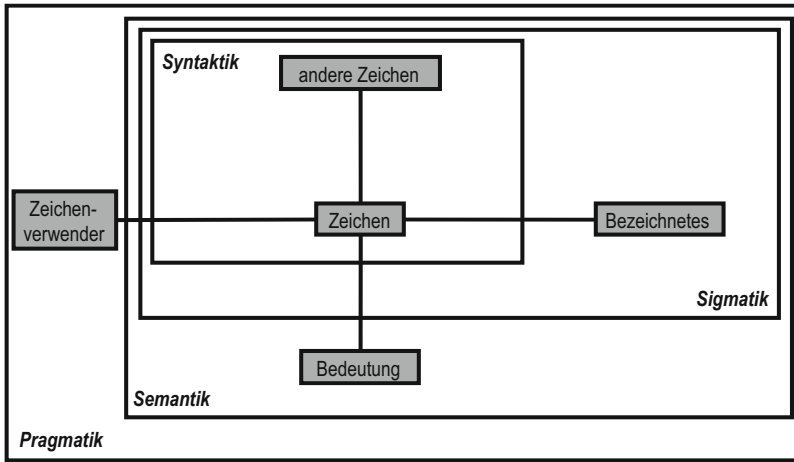 Syntaktik
andere Zeichen
Zeichen-
verwender
Zeichen
Bezeichnetes
Sigmatik
Bedeutung
Semantik
Pragmatik